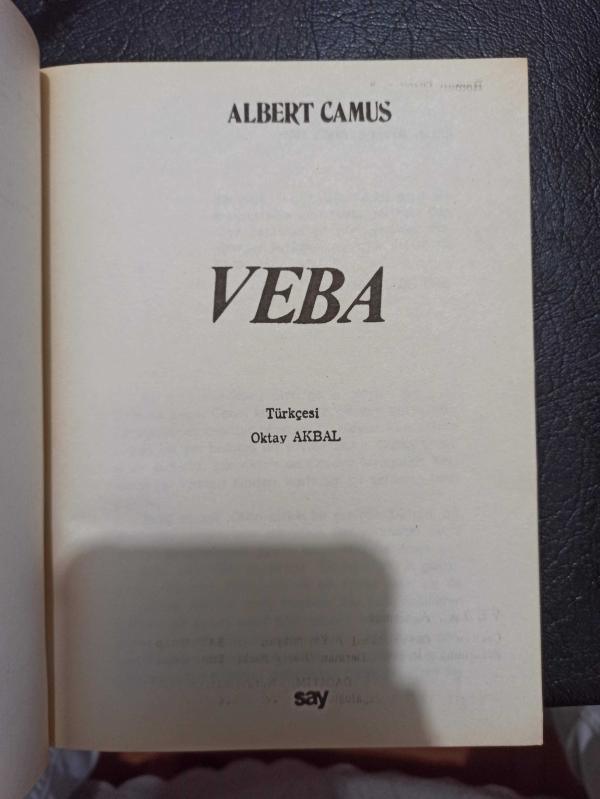 ALBERT CAMUS
VEBA
Türkçesi
Oktay AKBAL
say